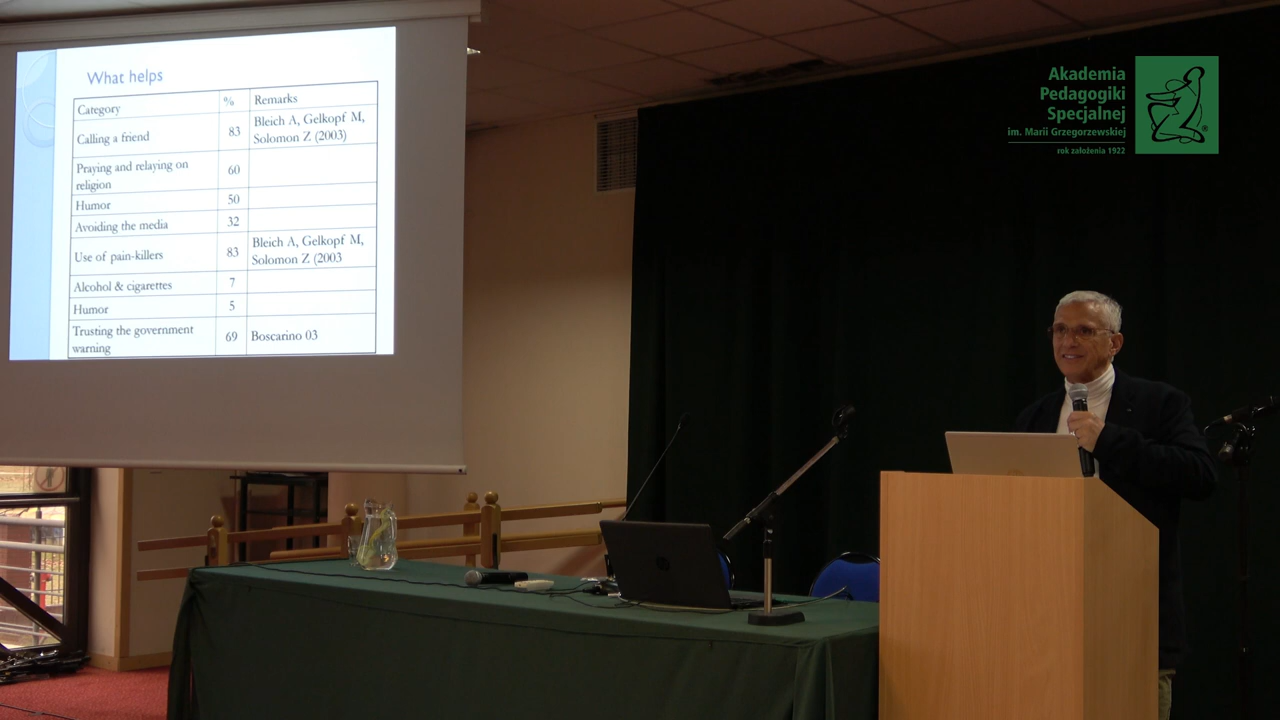 What helps
Category % Remarks
Calling a friend 83 Bleich A, Gelkopf M,
Solomon Z (2003)
Praying and relaying on
religion 60
Humor 50
Avoiding the media 32
Use of pain-killers 83 Bleich A, Gelkopf M,
Solomon Z (2003
Alcohol & cigarettes 7
Humor 5
Trusting the government
warning 69 Boscarino 03
Akademia
Pedagogiki
Specjalnej
im. Marii Grzegorzewskiej
rok założenia 1922
®